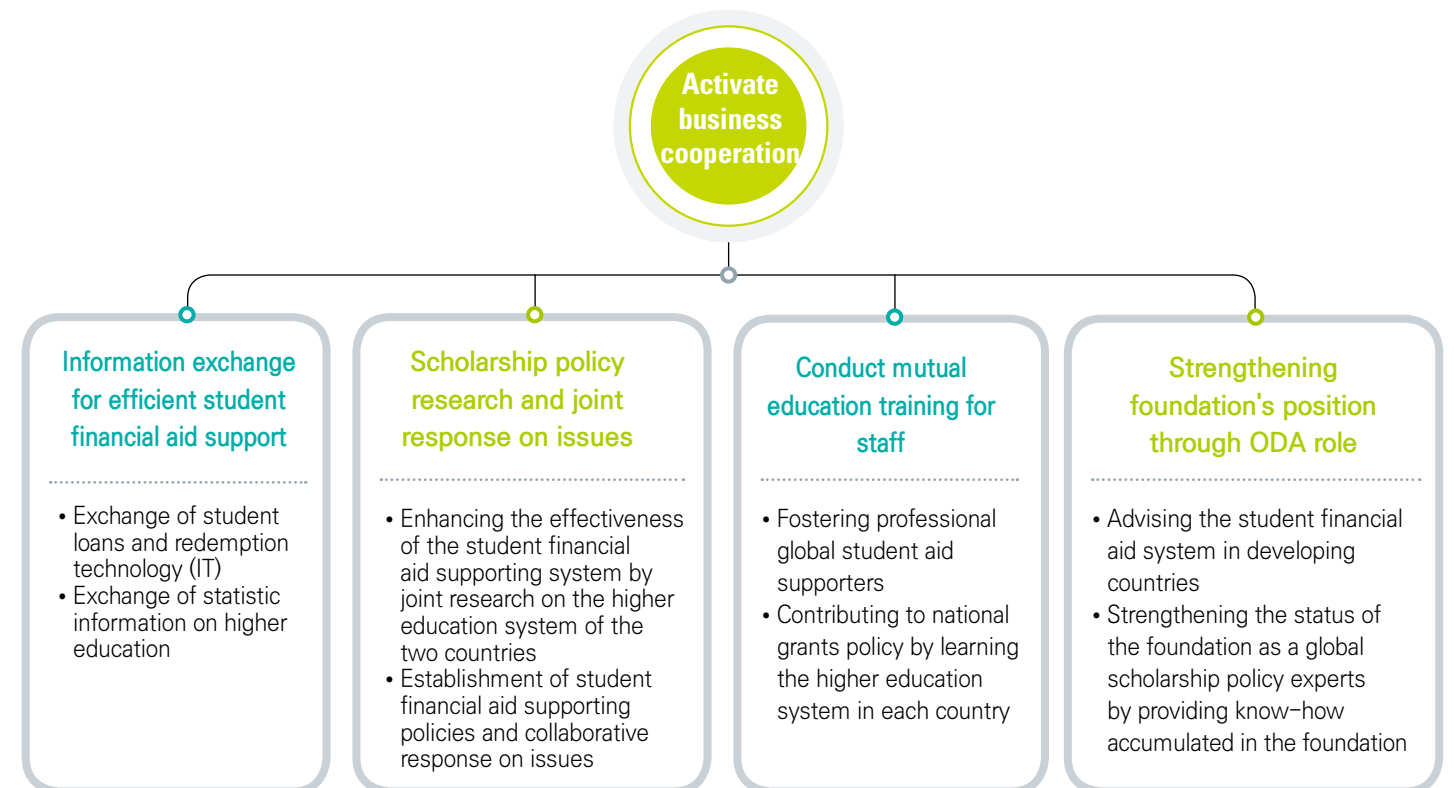 Activate
business
cooperation
Information exchange
for efficient student
financial aid support
• Exchange of student
loans and redemption
technology (IT)
• Exchange of statistic
information on higher
education
Scholarship policy
research and joint
response on issues
• Enhancing the effectiveness
of the student financial
aid supporting system by
joint research on the higher
education system of the
two countries
• Establishment of student
financial aid supporting
policies and collaborative
response on issues
Conduct mutual
education training for
staff
• Fostering professional
global student aid
supporters
• Contributing to national
grants policy by learning
the higher education
system in each country
Strengthening
foundation's position
through ODA role
• Advising the student financial
aid system in developing
countries
• Strengthening the status of
the foundation as a global
scholarship policy experts
by providing know-how
accumulated in the foundation